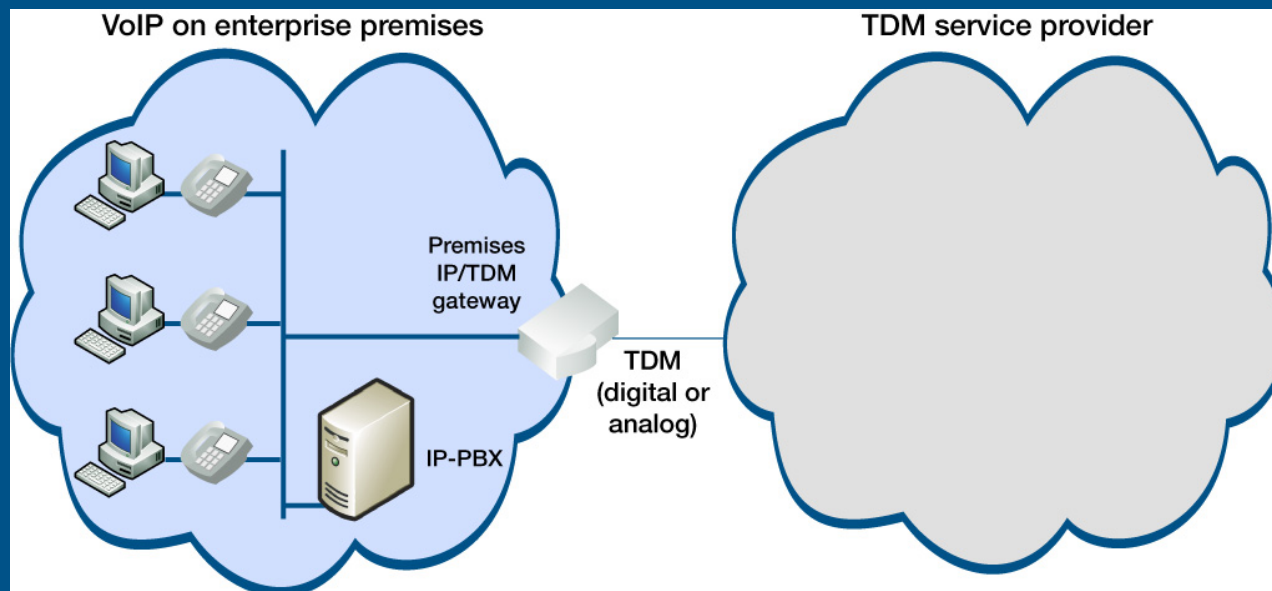 VoIP on enterprise premises
TDM service provider
Premises
IP/TDM
gateway
TDM
(digital or
analog)
IP-PBX